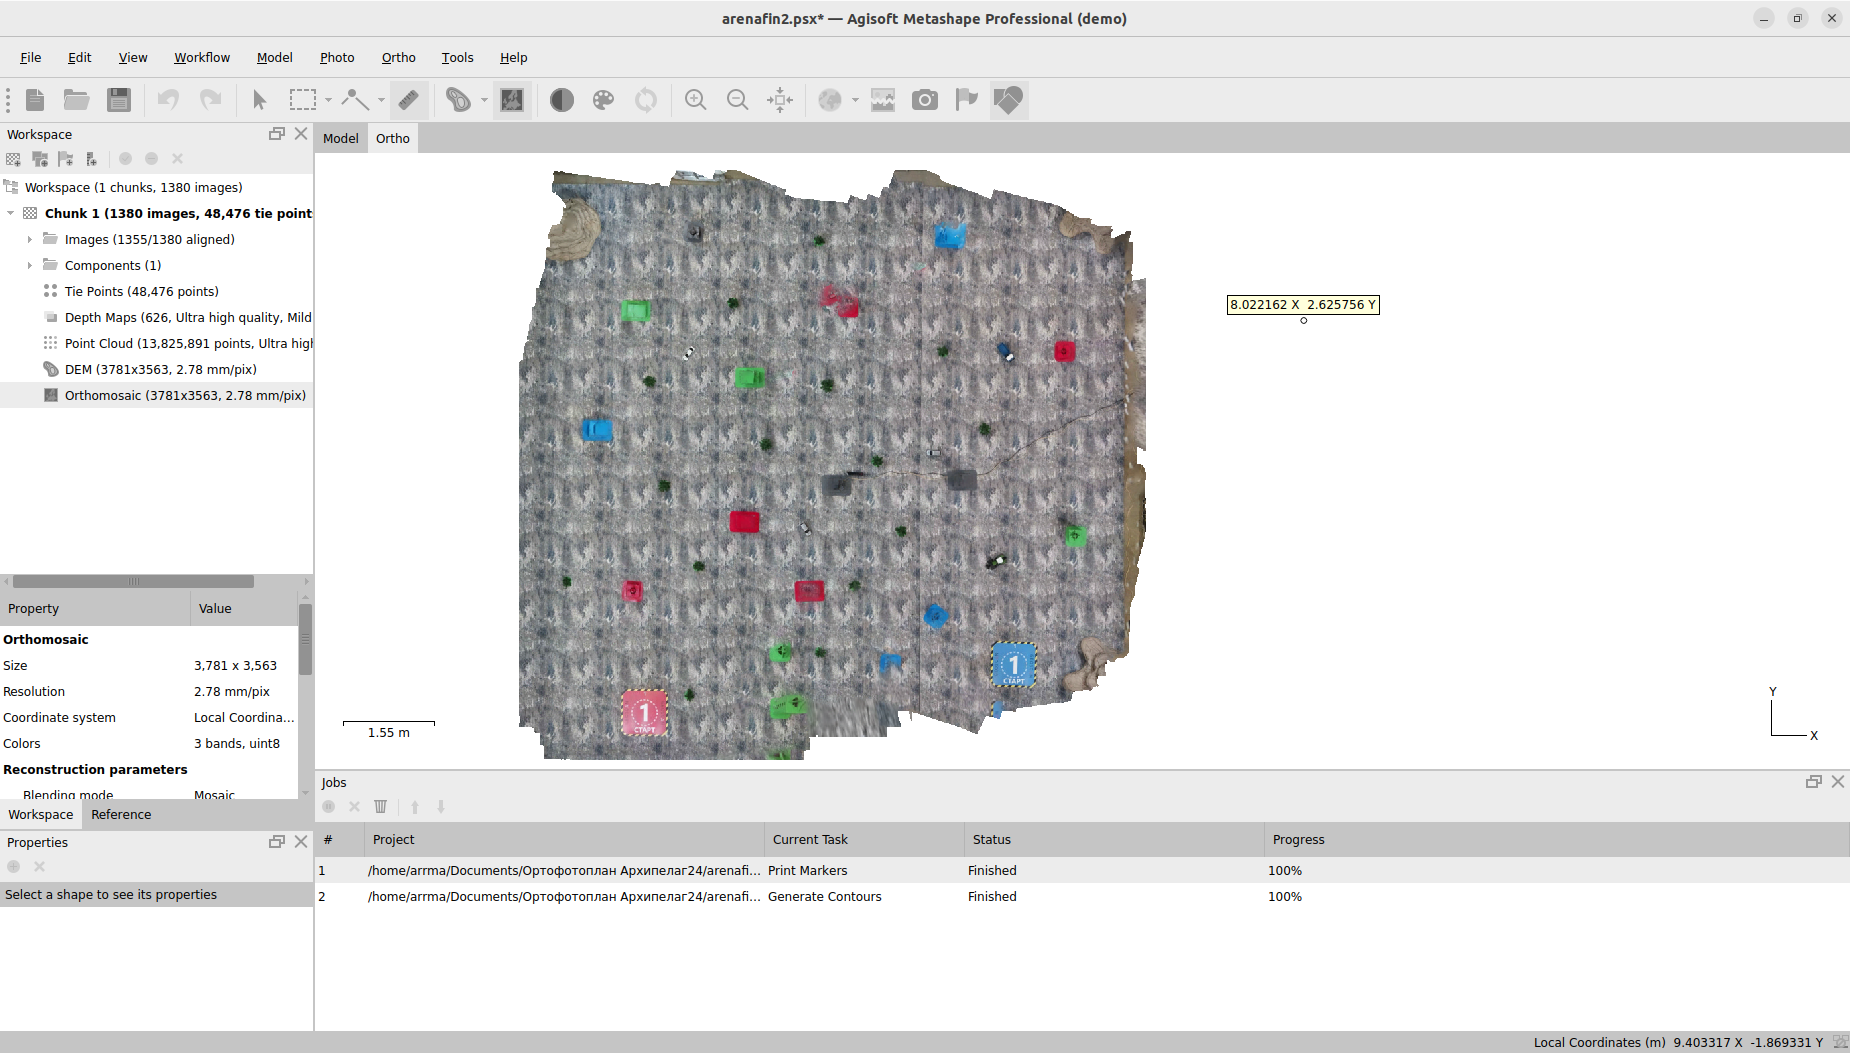 arenafin2.psx* — Agisoft Metashape Professional (demo)
File Edit View Workflow Model Photo Ortho Tools Help
Workspace
Workspace (1 chunks, 1380 images)
Chunk 1 (1380 images, 48,476 tie point
Images (1355/1380 aligned)
Components (1)
Tie Points (48,476 points)
Depth Maps (626, Ultra high quality, Mild
Point Cloud (13,825,891 points, Ultra high
DEM (3781x3563, 2.78 mm/pix)
Orthomosaic (3781x3563, 2.78 mm/pix)
Property Value
Orthomosaic
Size 3,781 x 3,563
Resolution 2.78 mm/pix
Coordinate system Local Coordina...
Colors 3 bands, uint8
Reconstruction parameters
Blending mode Mosaic
Workspace Reference
Properties
Select a shape to see its properties
Model Ortho
8.022162 X 2.625756 Y
1
СТАРТ
1
СТАРТ
1.55 m
Y
X
Jobs
# Project Current Task Status Progress
1 /home/arrma/Documents/Ортофотоплан Архипелаг24/arenafi... Print Markers Finished 100%
2 /home/arrma/Documents/Ортофотоплан Архипелаг24/arenafi... Generate Contours Finished 100%
Local Coordinates (m) 9.403317 X -1.869331 Y